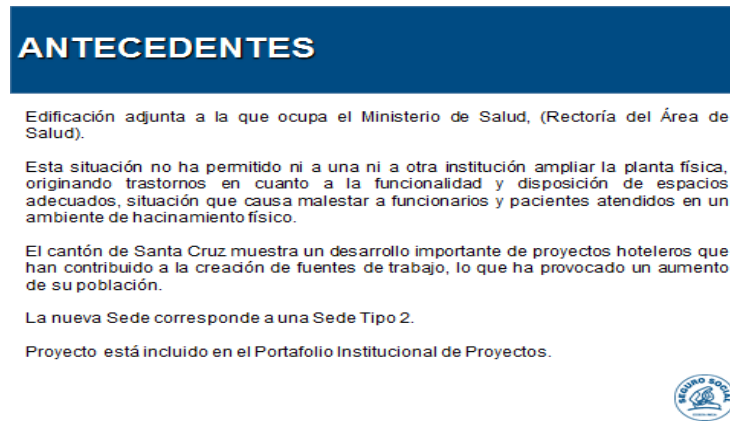 ANTECEDENTES
Edificación adjunta a la que ocupa el Ministerio de Salud, (Rectoría del Área de
Salud).
Esta situación no ha permitido ni a una ni a otra institución ampliar la planta física,
originando trastornos en cuanto a la funcionalidad y disposición de espacios
adecuados, situación que causa malestar a funcionarios y pacientes atendidos en un
ambiente de hacinamiento físico.
El cantón de Santa Cruz muestra un desarrollo importante de proyectos hoteleros que
han contribuido a la creación de fuentes de trabajo, lo que ha provocado un aumento
de su población.
La nueva Sede corresponde a una Sede Tipo 2.
Proyecto está incluido en el Portafolio Institucional de Proyectos.
SEGURO SOCIAL